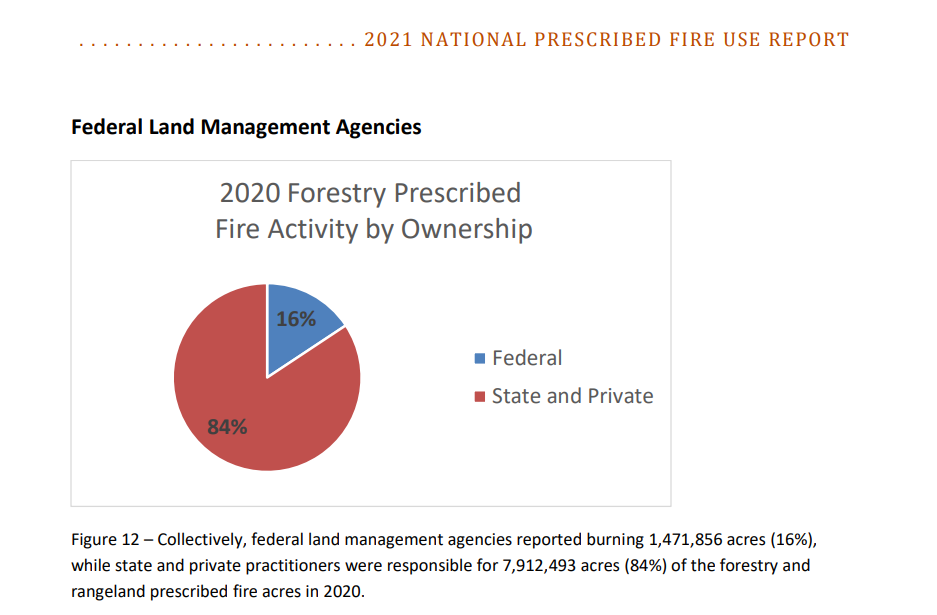 ........................ 2021 NATIONAL PRESCRIBED FIRE USE REPORT
Federal Land Management Agencies
2020 Forestry Prescribed
Fire Activity by Ownership
16%
Federal
State and Private
84%
Figure 12 – Collectively, federal land management agencies reported burning 1,471,856 acres (16%),
while state and private practitioners were responsible for 7,912,493 acres (84%) of the forestry and
rangeland prescribed fire acres in 2020.